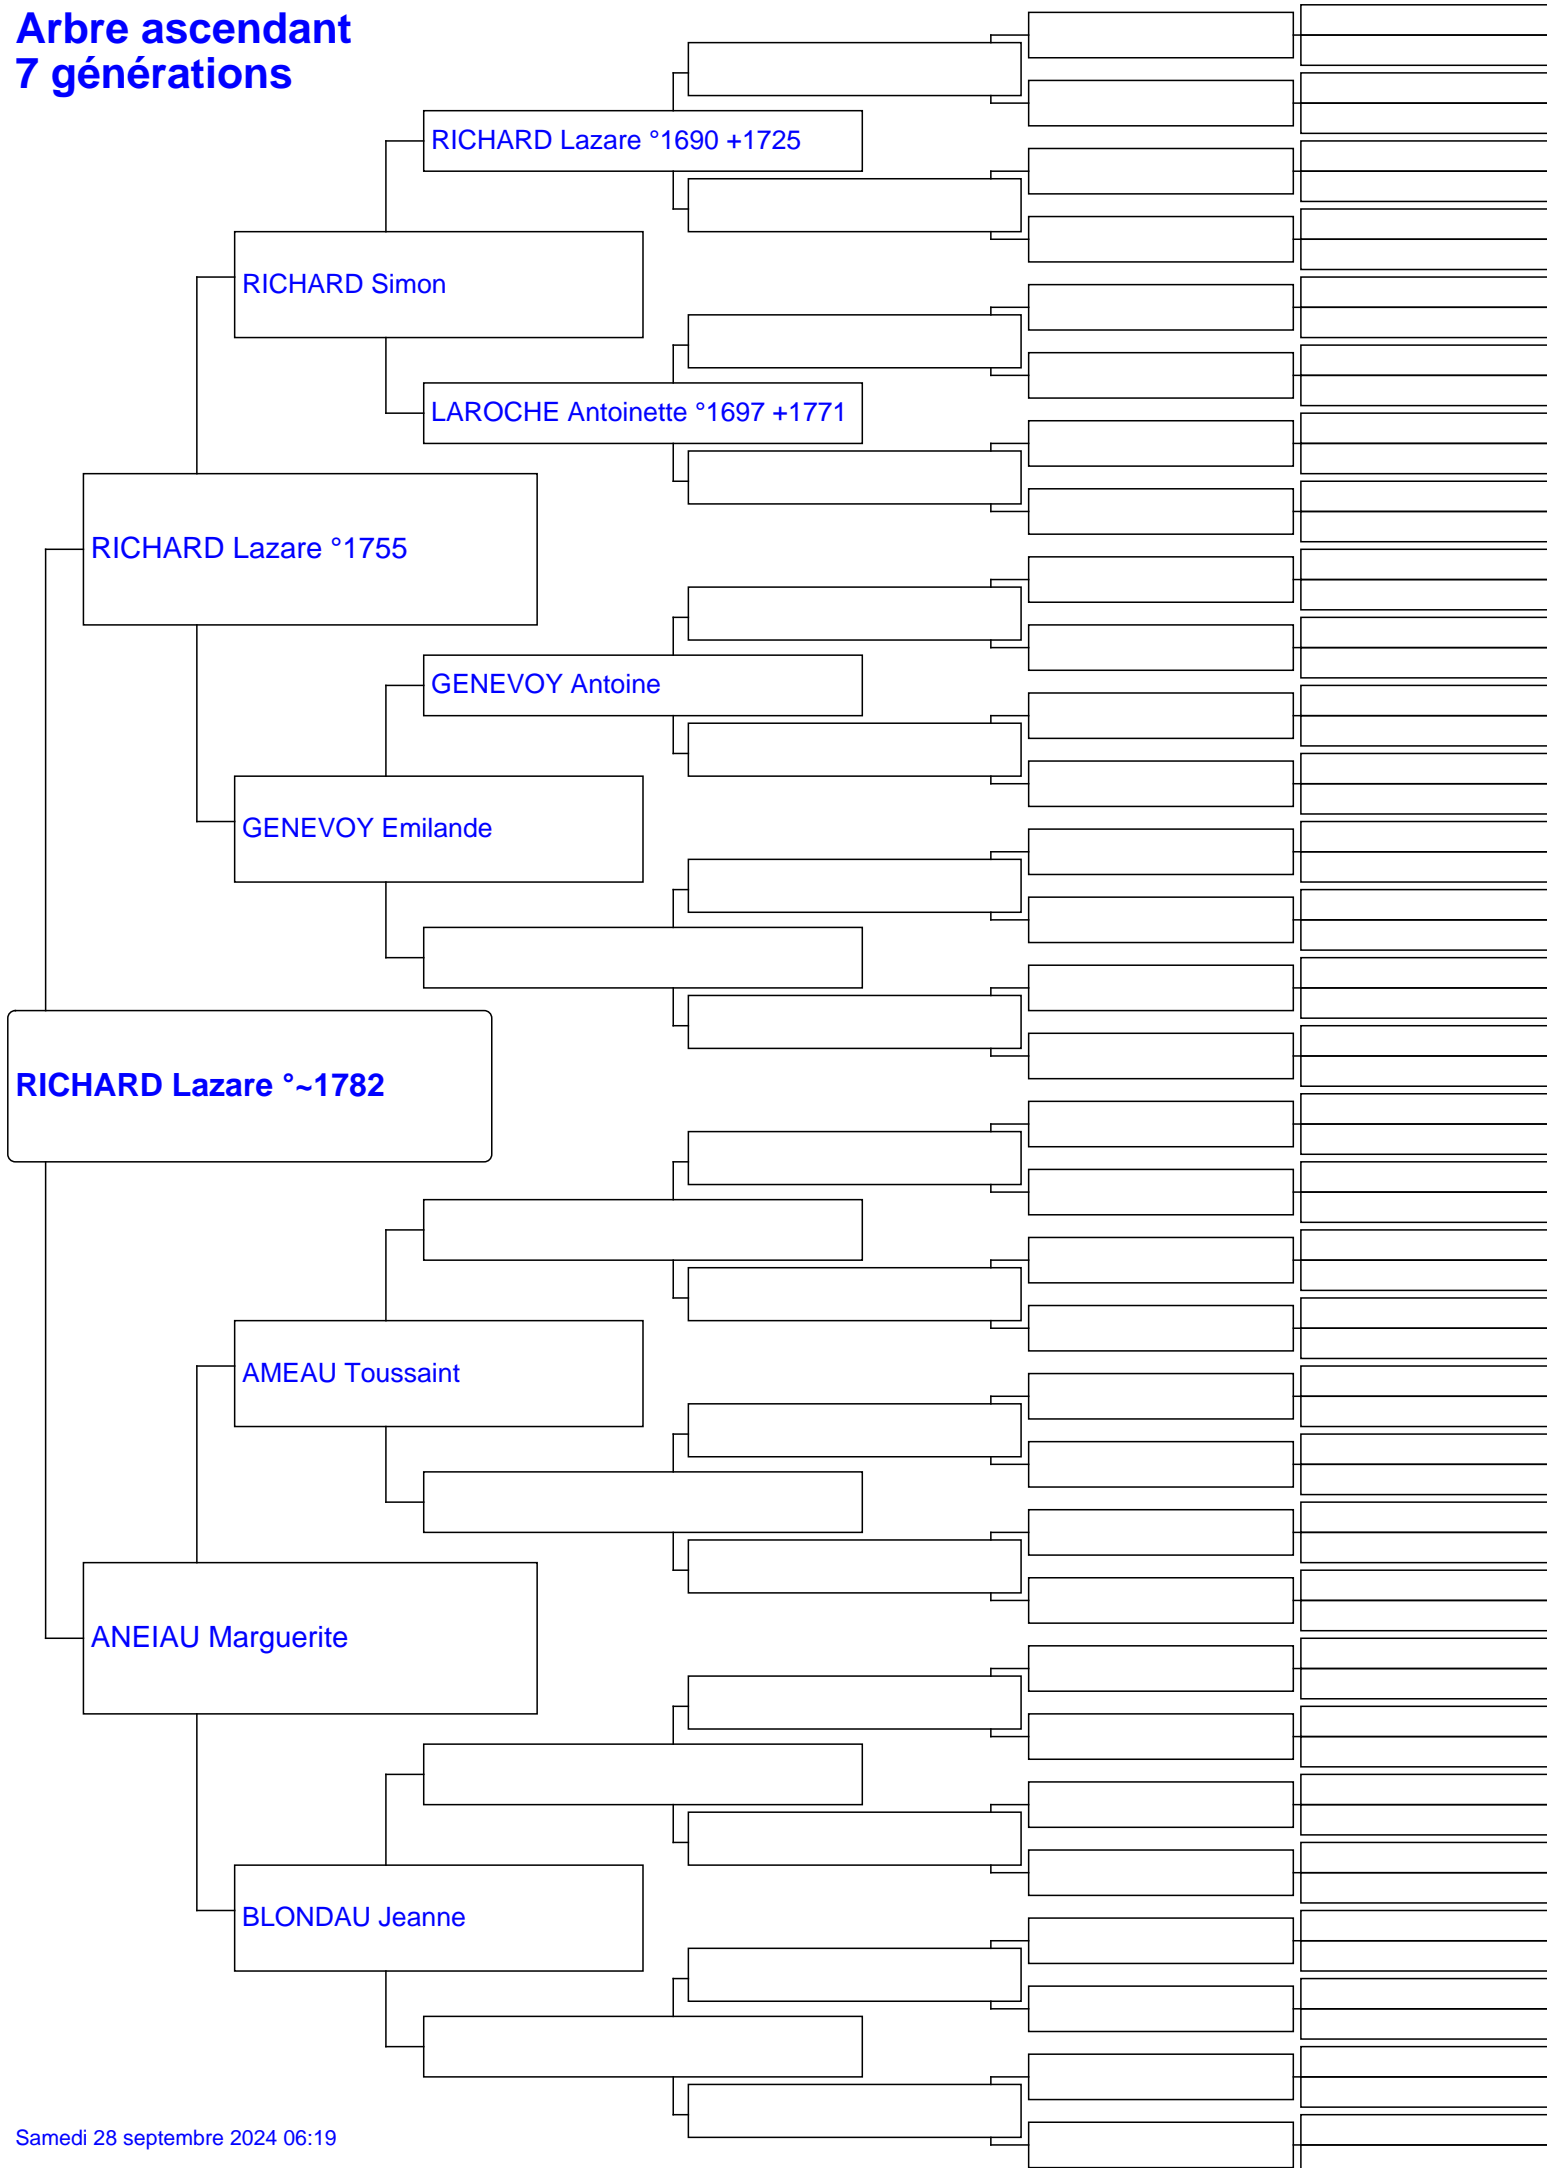 Arbre ascendant
7 générations
RICHARD Lazare °1690 +1725
RICHARD Simon
LAROCHE Antoinette °1697 +1771
RICHARD Lazare °1755
GENEVOY Antoine
GENEVOY Emilande
RICHARD Lazare °~1782
AMEAU Toussaint
ANEIAU Marguerite
BLONDAU Jeanne
Samedi 28 septembre 2024 06:19